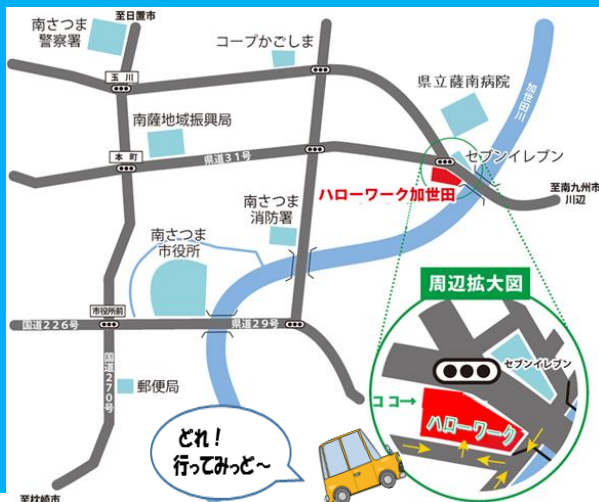 至日置市
南さつま
警察署
コープかごしま
玉川
県立薩南病院
加世田川
南薩地域振興局
本町
県道31号
セブンイレブン
ハローワーク加世田
至南九州市
川辺
南さつま
消防署
南さつま
市役所
周辺拡大図
市役所前
国道226号
県道29号
セブンイレブン
国道270号
郵便局
ココ→
ハローワーク
どれ！
行ってみっと～
至枕崎市